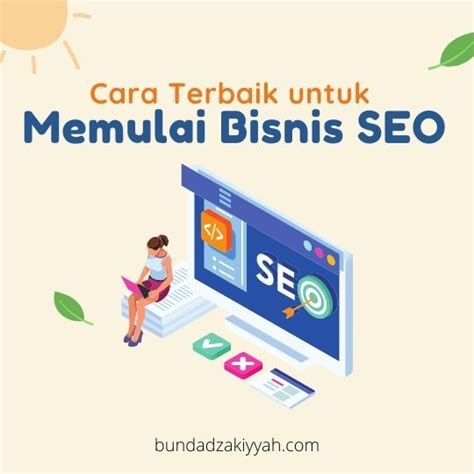 Cara Terbaik untuk
Memulai Bisnis SEO
</>
SEO
bundadzakiyyah.com